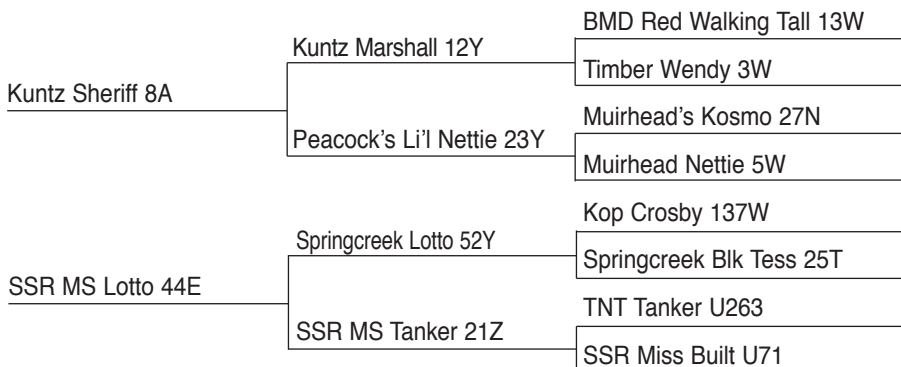 BMD Red Walking Tall 13W
Kuntz Marshall 12Y
Timber Wendy 3W
Kuntz Sheriff 8A
Muirhead's Kosmo 27N
Peacock's Li'l Nettie 23Y
Muirhead Nettie 5W
Kop Crosby 137W
Springcreek Lotto 52Y
Springcreek Blk Tess 25T
SSR MS Lotto 44E
TNT Tanker U263
SSR MS Tanker 21Z
SSR Miss Built U71